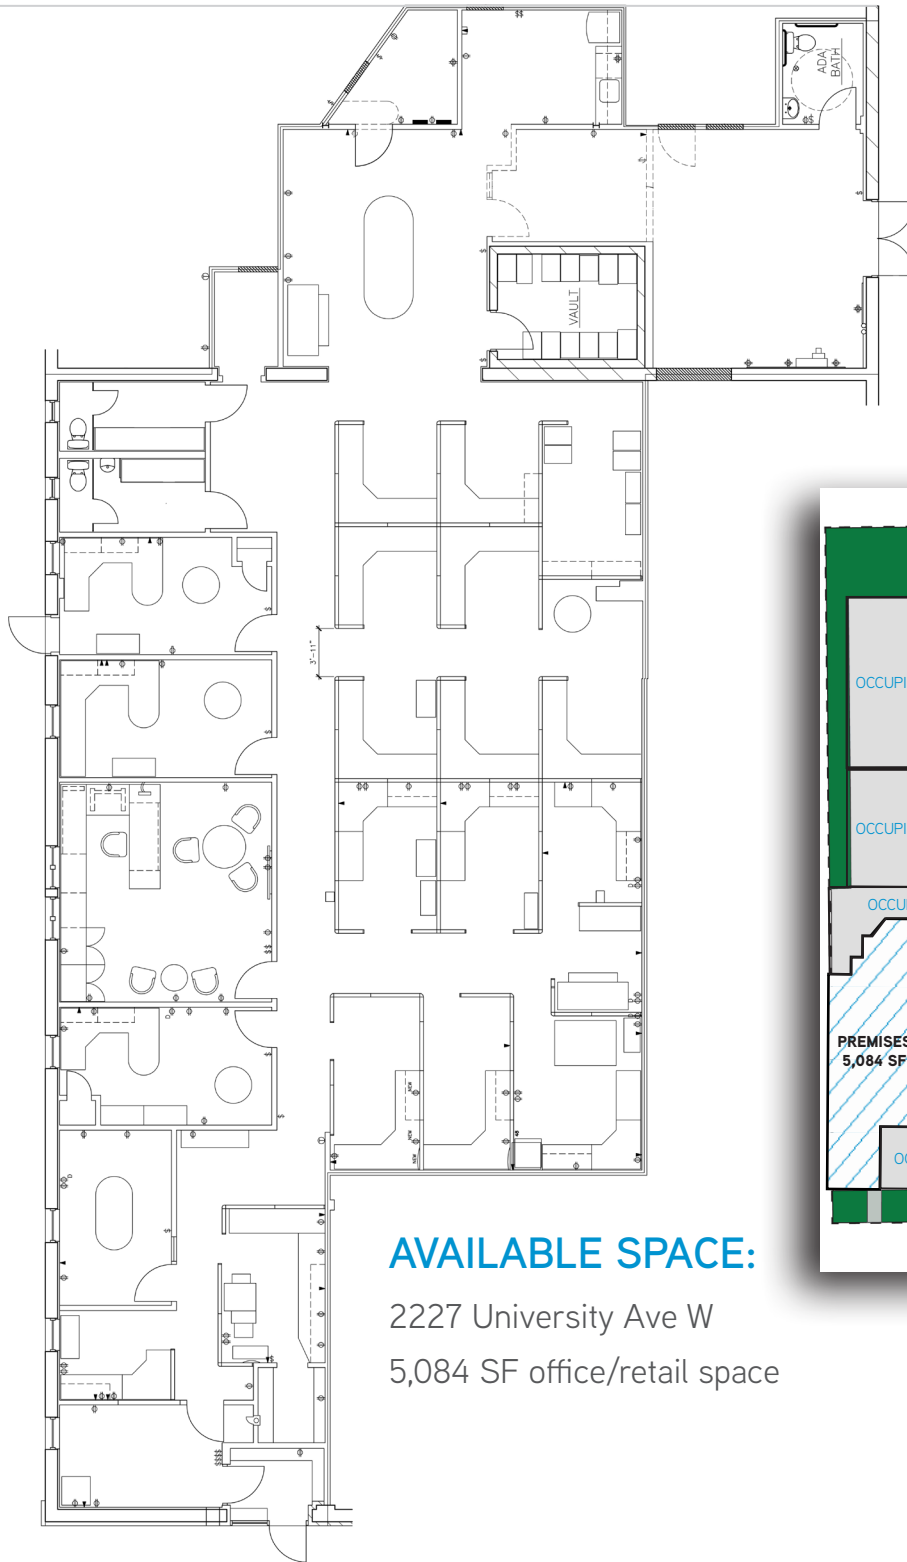 ADA
BATH
VAULT
3'-11"
OCCUPI
OCCUPI
OCCU
PREMISES
5,084 SF
OC
NEW
NEW
NEW
AVAILABLE SPACE:
2227 University Ave W
5,084 SF office/retail space